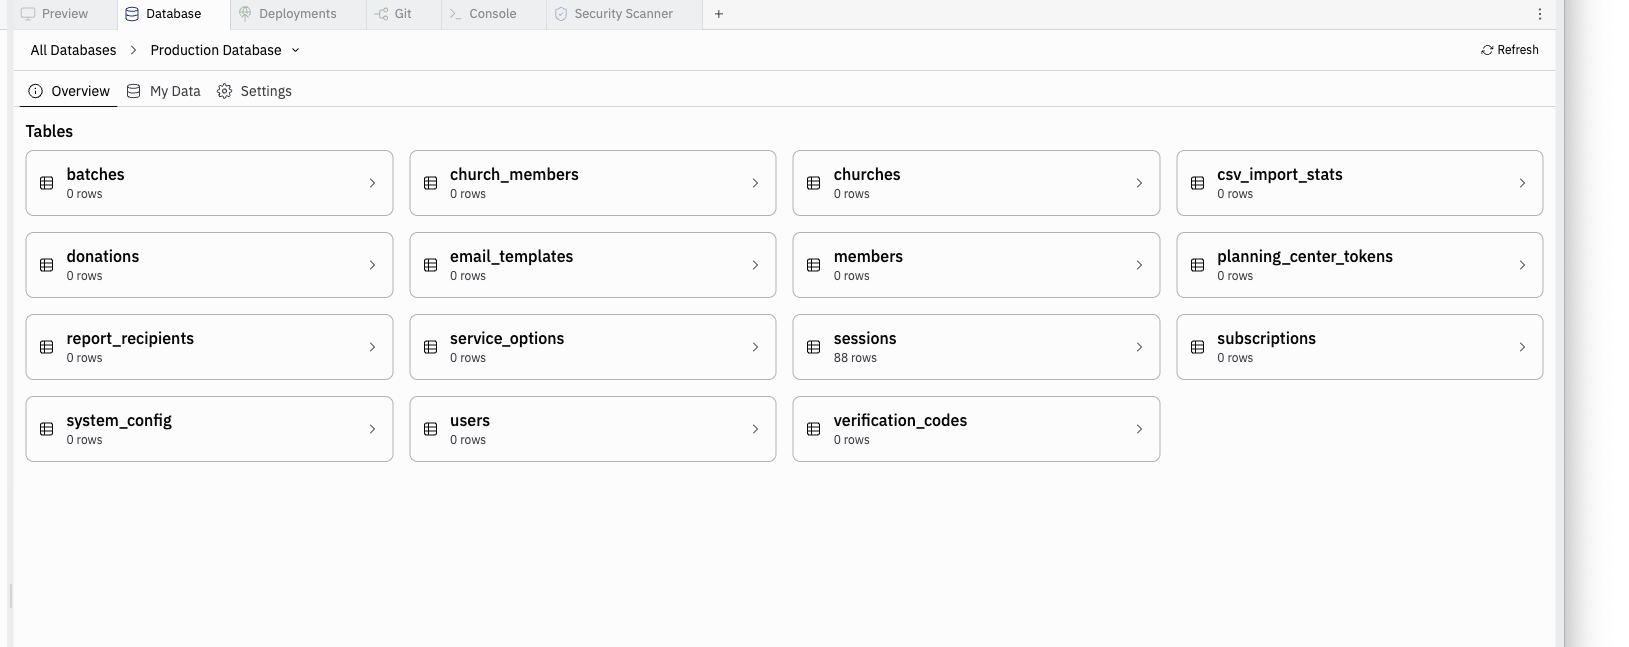 Preview Database Deployments Git Console Security Scanner +
All Databases > Production Database Refresh
Overview My Data Settings
Tables
batches
0 rows
church_members
0 rows
churches
0 rows
csv_import_stats
0 rows
donations
0 rows
email_templates
0 rows
members
0 rows
planning_center_tokens
0 rows
report_recipients
0 rows
service_options
0 rows
sessions
88 rows
subscriptions
0 rows
system_config
0 rows
users
0 rows
verification_codes
0 rows